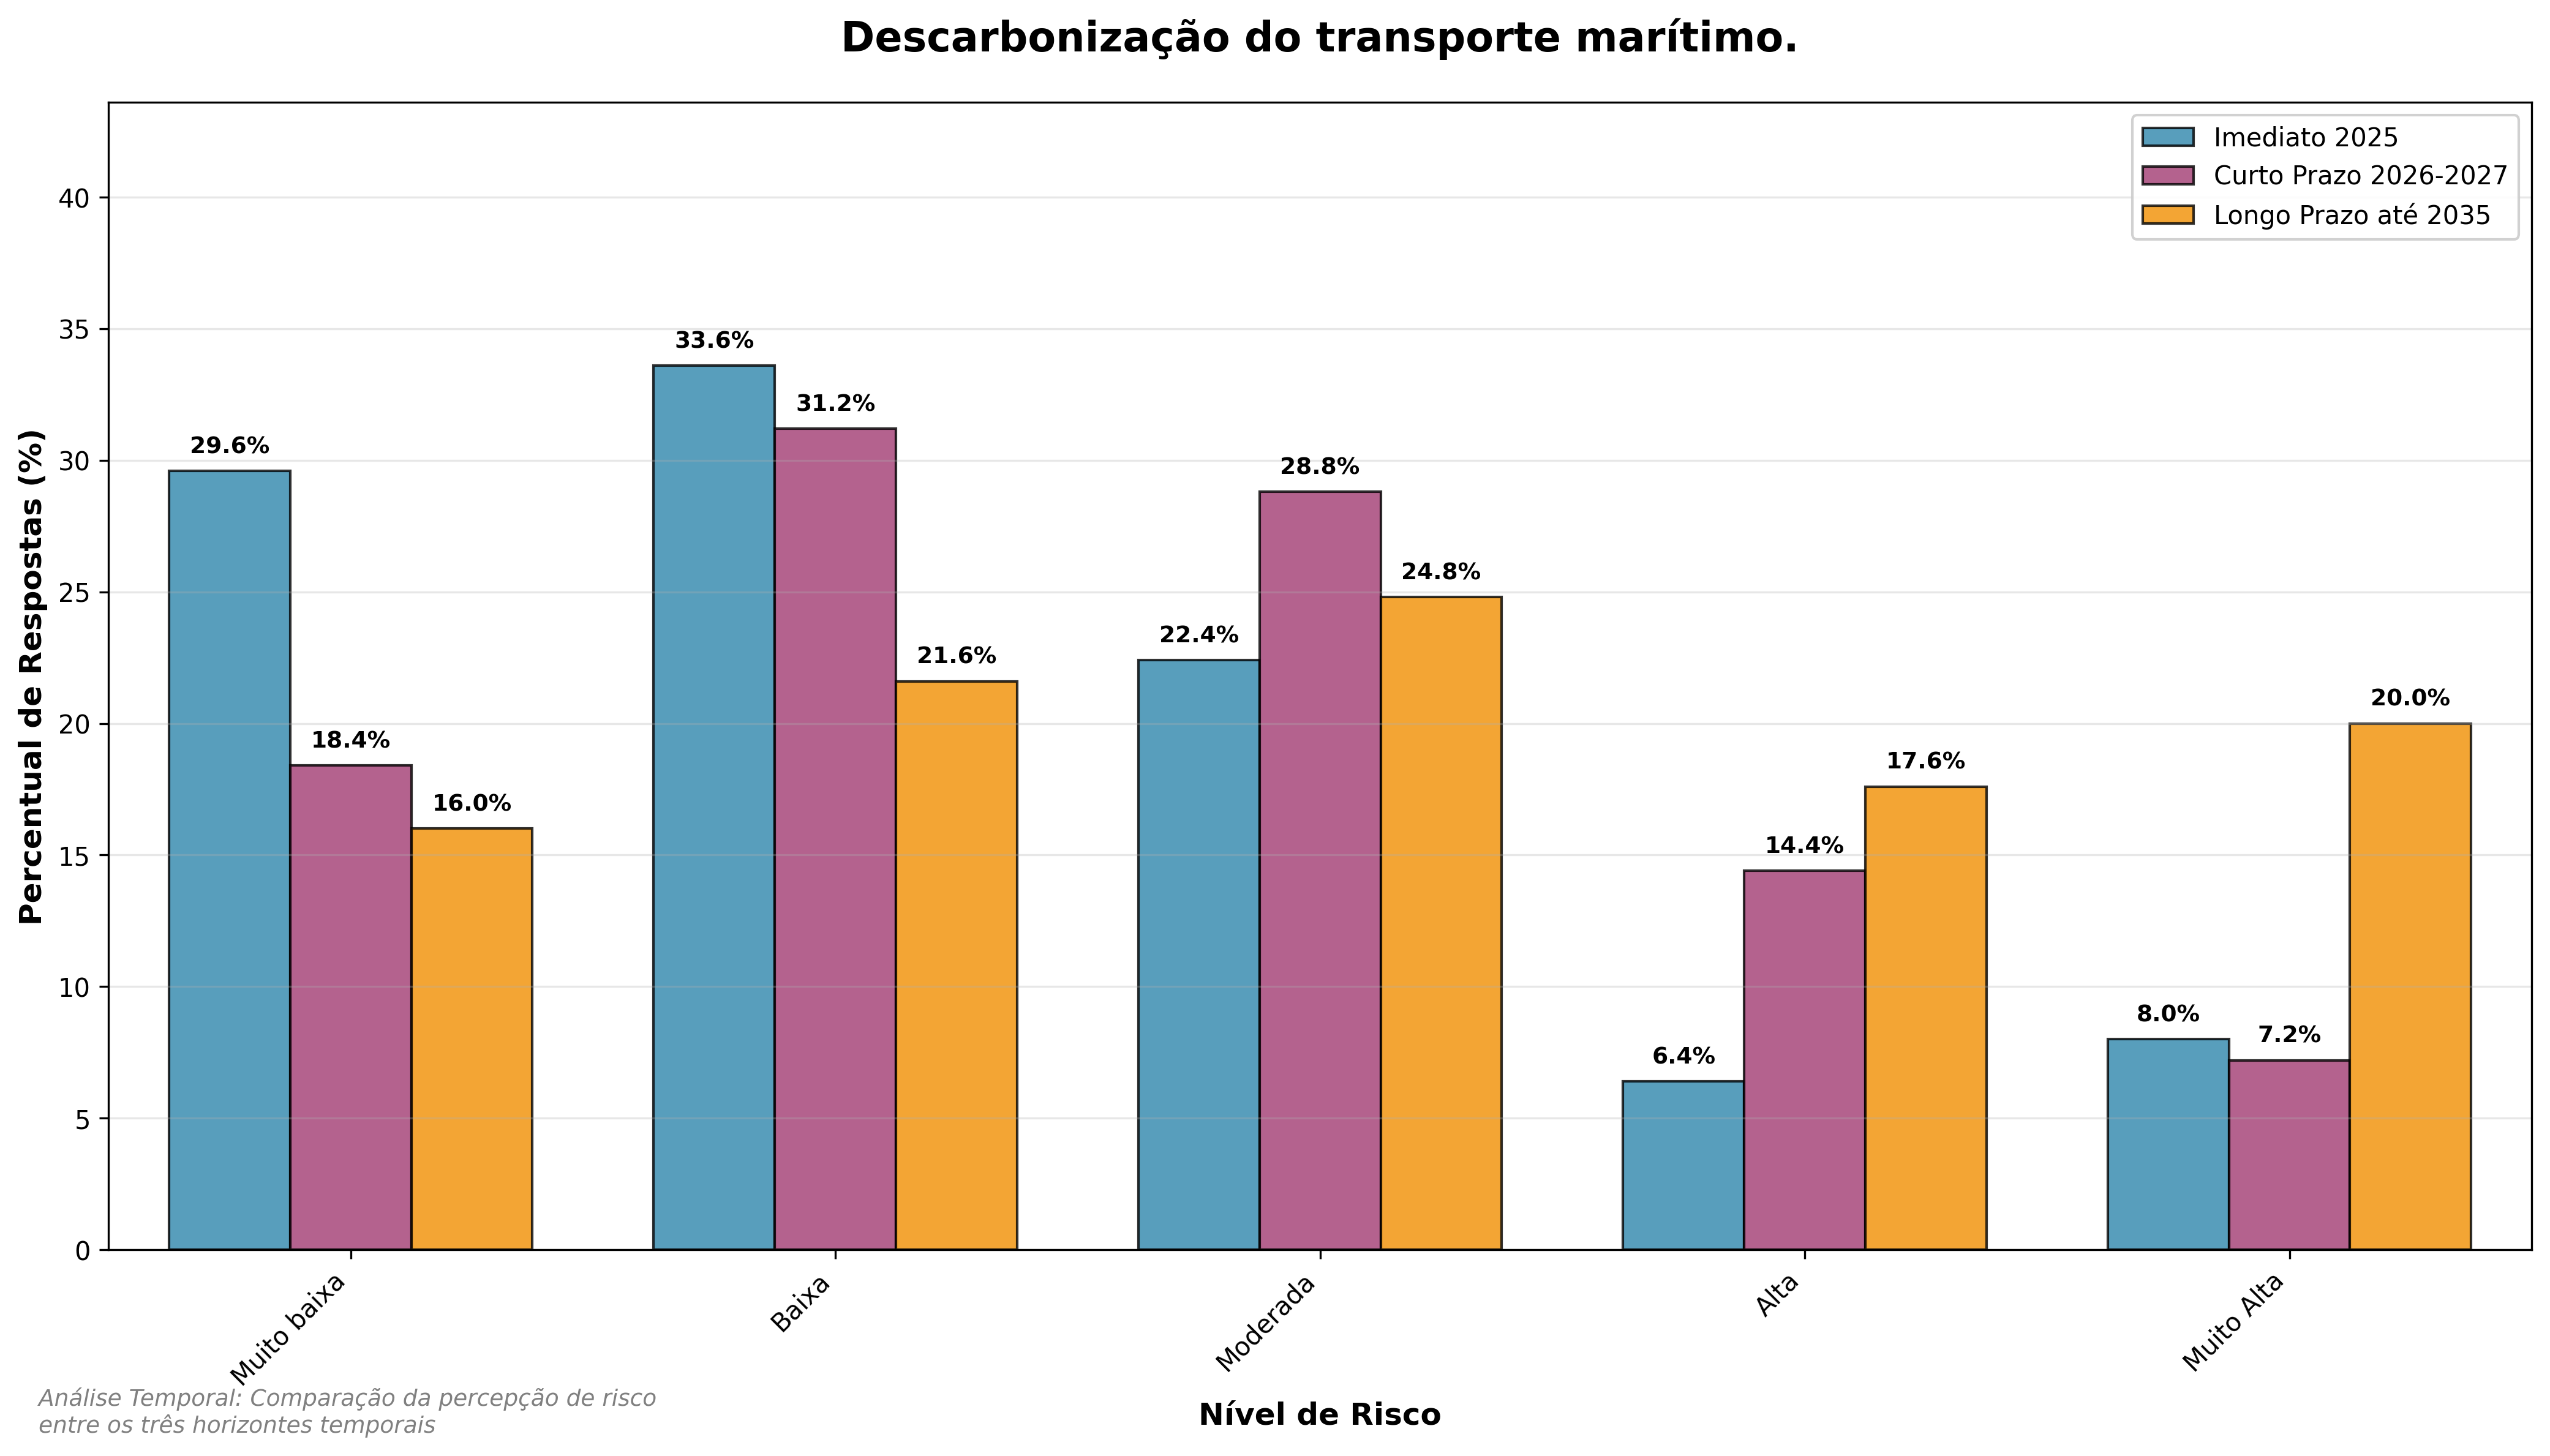 Descarbonização do transporte marítimo.
Imediato 2025
Curto Prazo 2026-2027
Longo Prazo até 2035
Percentual de Respostas (%)
40
35
30
25
20
15
10
5
0
29.6%
18.4%
16.0%
33.6%
31.2%
21.6%
22.4%
28.8%
24.8%
6.4%
14.4%
17.6%
8.0%
7.2%
20.0%
Muito baixa
Baixa
Moderada
Alta
Muito Alta
Nível de Risco
Análise Temporal: Comparação da percepção de risco
entre os três horizontes temporais